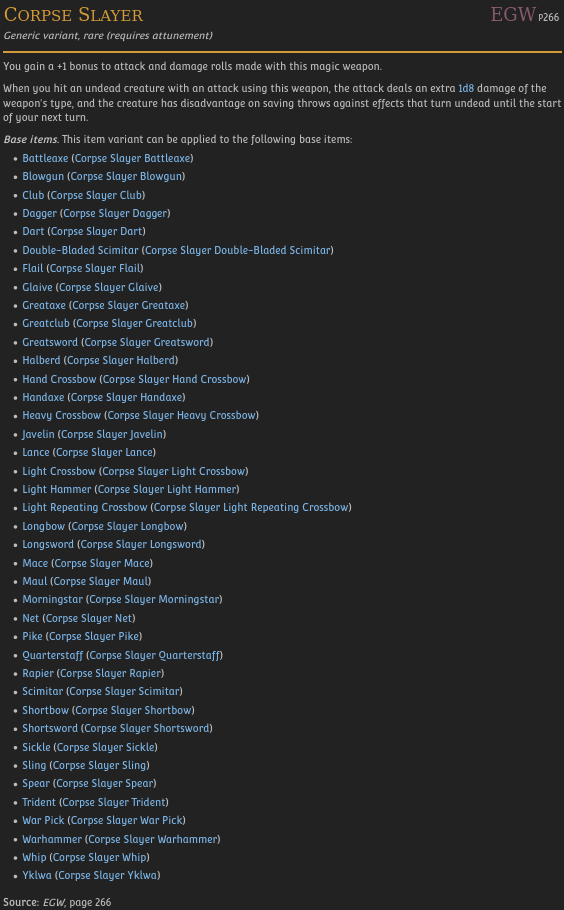 Corpse Slayer
EGW P266
Generic variant, rare (requires attunement)
You gain a +1 bonus to attack and damage rolls made with this magic weapon.
When you hit an undead creature with an attack using this weapon, the attack deals an extra 1d8 damage of the
weapon's type, and the creature has disadvantage on saving throws against effects that turn undead until the start
of your next turn.
Base items. This item variant can be applied to the following base items:
• Battleaxe (Corpse Slayer Battleaxe)
• Blowgun (Corpse Slayer Blowgun)
• Club (Corpse Slayer Club)
• Dagger (Corpse Slayer Dagger)
• Dart (Corpse Slayer Dart)
• Double-Bladed Scimitar (Corpse Slayer Double-Bladed Scimitar)
• Flail (Corpse Slayer Flail)
• Glaive (Corpse Slayer Glaive)
• Greataxe (Corpse Slayer Greataxe)
• Greatclub (Corpse Slayer Greatclub)
• Greatsword (Corpse Slayer Greatsword)
• Halberd (Corpse Slayer Halberd)
• Hand Crossbow (Corpse Slayer Hand Crossbow)
• Handaxe (Corpse Slayer Handaxe)
• Heavy Crossbow (Corpse Slayer Heavy Crossbow)
• Javelin (Corpse Slayer Javelin)
• Lance (Corpse Slayer Lance)
• Light Crossbow (Corpse Slayer Light Crossbow)
• Light Hammer (Corpse Slayer Light Hammer)
• Light Repeating Crossbow (Corpse Slayer Light Repeating Crossbow)
• Longbow (Corpse Slayer Longbow)
• Longsword (Corpse Slayer Longsword)
• Mace (Corpse Slayer Mace)
• Maul (Corpse Slayer Maul)
• Morningstar (Corpse Slayer Morningstar)
• Net (Corpse Slayer Net)
• Pike (Corpse Slayer Pike)
• Quarterstaff (Corpse Slayer Quarterstaff)
• Rapier (Corpse Slayer Rapier)
• Scimitar (Corpse Slayer Scimitar)
• Shortbow (Corpse Slayer Shortbow)
• Shortsword (Corpse Slayer Shortsword)
• Sickle (Corpse Slayer Sickle)
• Sling (Corpse Slayer Sling)
• Spear (Corpse Slayer Spear)
• Trident (Corpse Slayer Trident)
• War Pick (Corpse Slayer War Pick)
• Warhammer (Corpse Slayer Warhammer)
• Whip (Corpse Slayer Whip)
• Yklwa (Corpse Slayer Yklwa)
Source: EGW, page 266